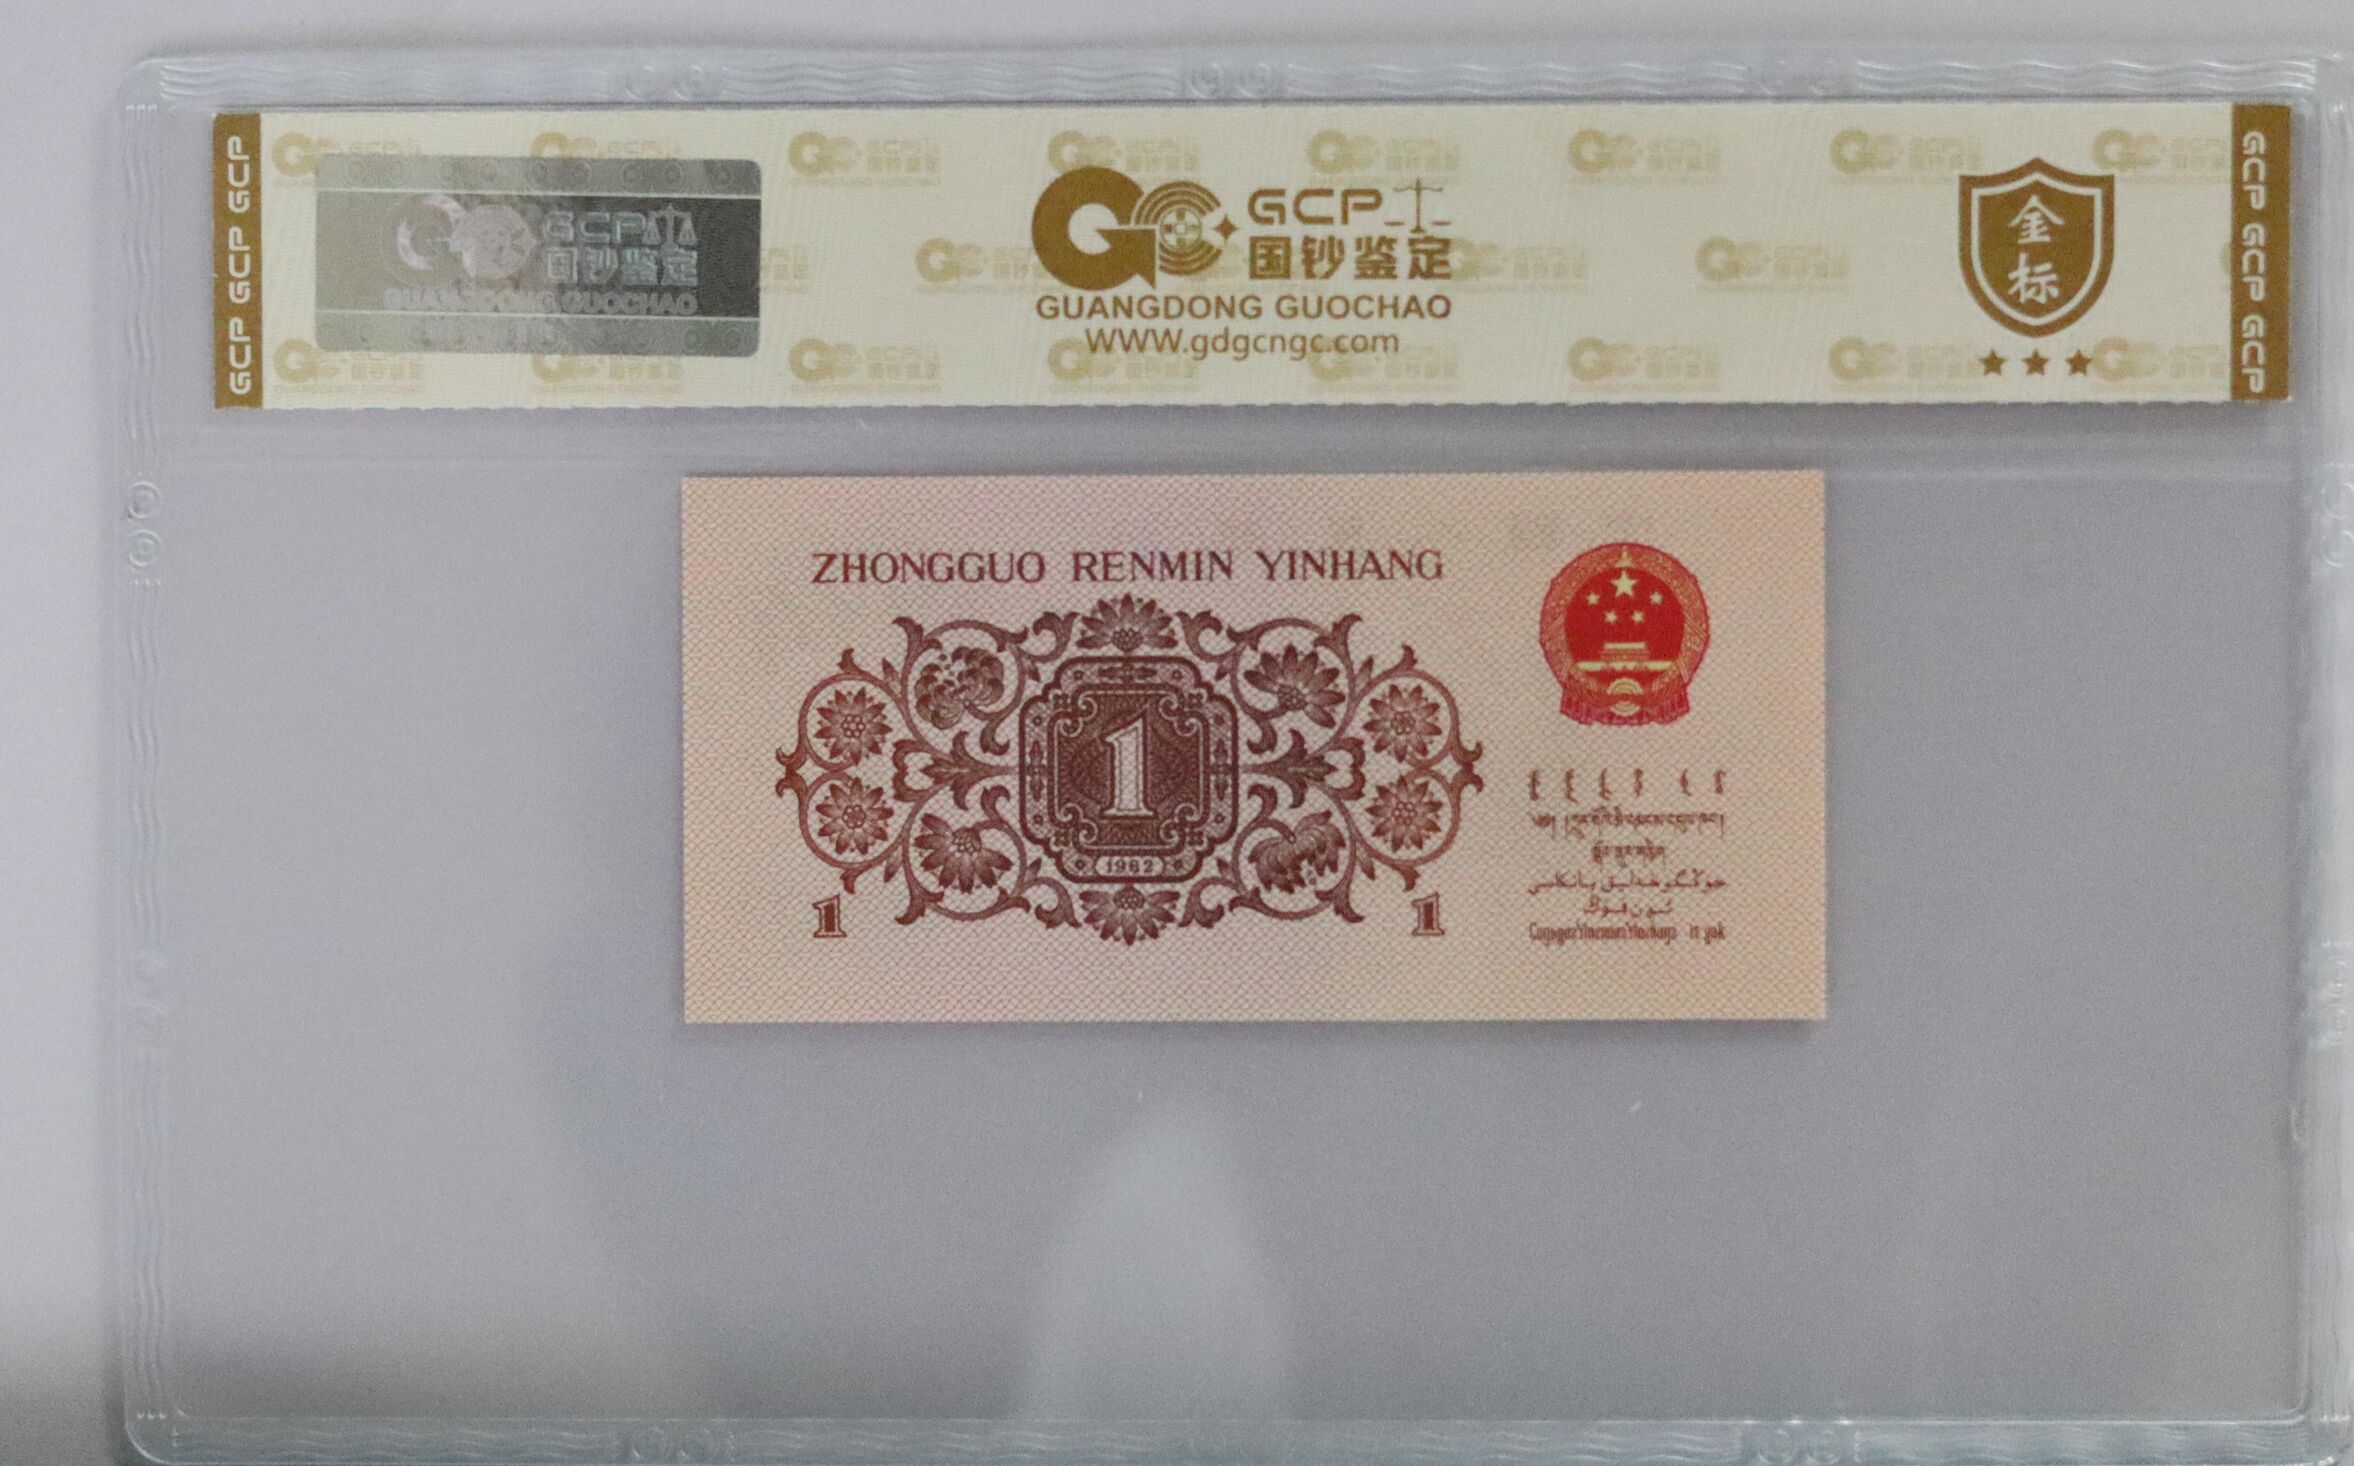 GCP GCP GCP
GCP
国钞鉴定
GUANGDONG GUOCHAO
GCP
国钞鉴定
GUANGDONG GUOCHAO
WWW.gdgcngc.com
金
标
GCP GCP GCP
ZHONGGUO RENMIN YINHANG
1
1962
1
1